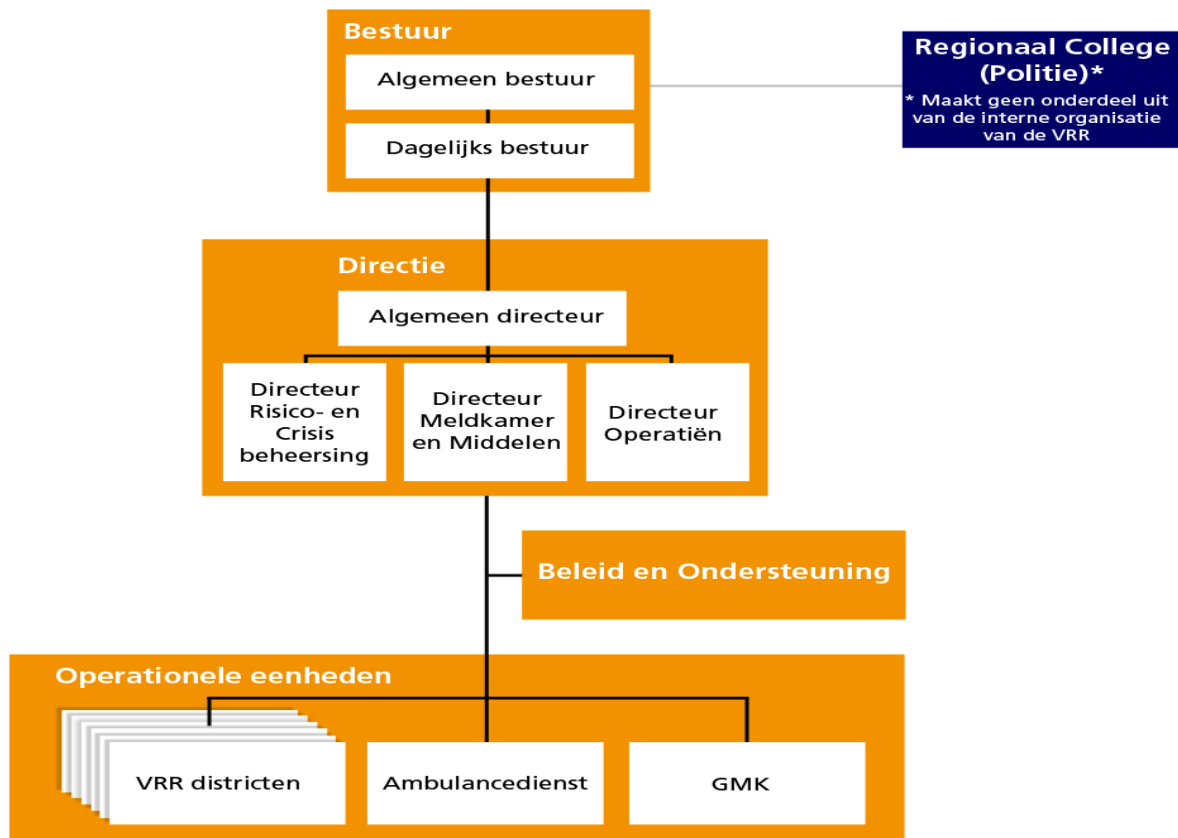 Bestuur
Algemeen bestuur
Dagelijks bestuur
Regionaal College
(Politie)*
* Maakt geen onderdeel uit
van de interne organisatie
van de VRR
Directie
Algemeen directeur
Directeur
Risico- en
Crisis
beheersing
Directeur
Meldkamer
en Middelen
Directeur
Operatiën
Beleid en Ondersteuning
Operationele eenheden
VRR districten
Ambulancedienst
GMK